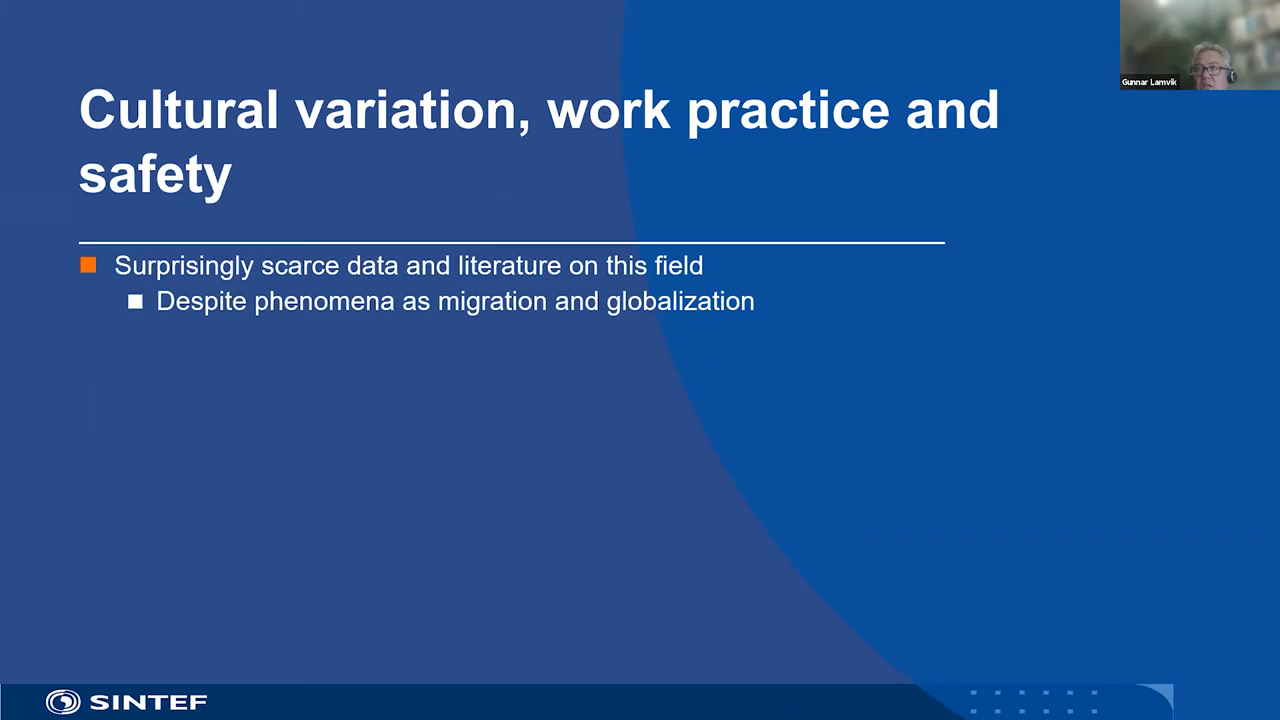 Gunnar Lamvik
Cultural variation, work practice and
safety
Surprisingly scarce data and literature on this field
Despite phenomena as migration and globalization
SINTEF